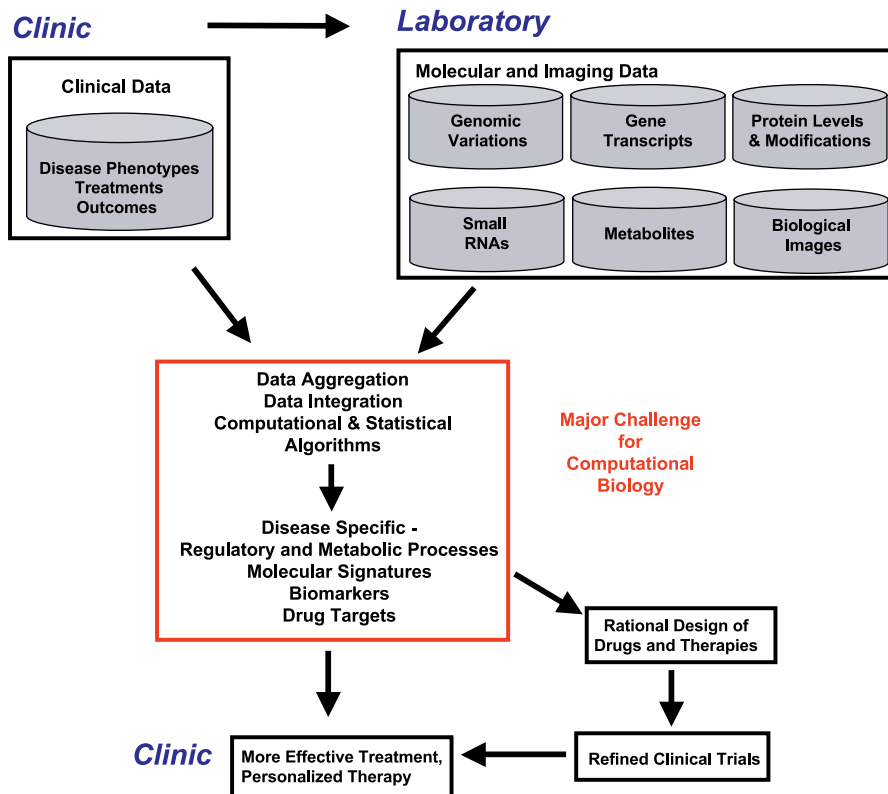 Clinic
Laboratory
Clinical Data
Disease Phenotypes
Treatments
Outcomes
Molecular and Imaging Data
Genomic
Variations
Gene
Transcripts
Protein Levels
& Modifications
Small
RNAs
Metabolites
Biological
Images
Data Aggregation
Data Integration
Computational & Statistical
Algorithms
Major Challenge
for
Computational
Biology
Disease Specific -
Regulatory and Metabolic Processes
Molecular Signatures
Biomarkers
Drug Targets
Rational Design of
Drugs and Therapies
Refined Clinical Trials
Clinic
More Effective Treatment,
Personalized Therapy